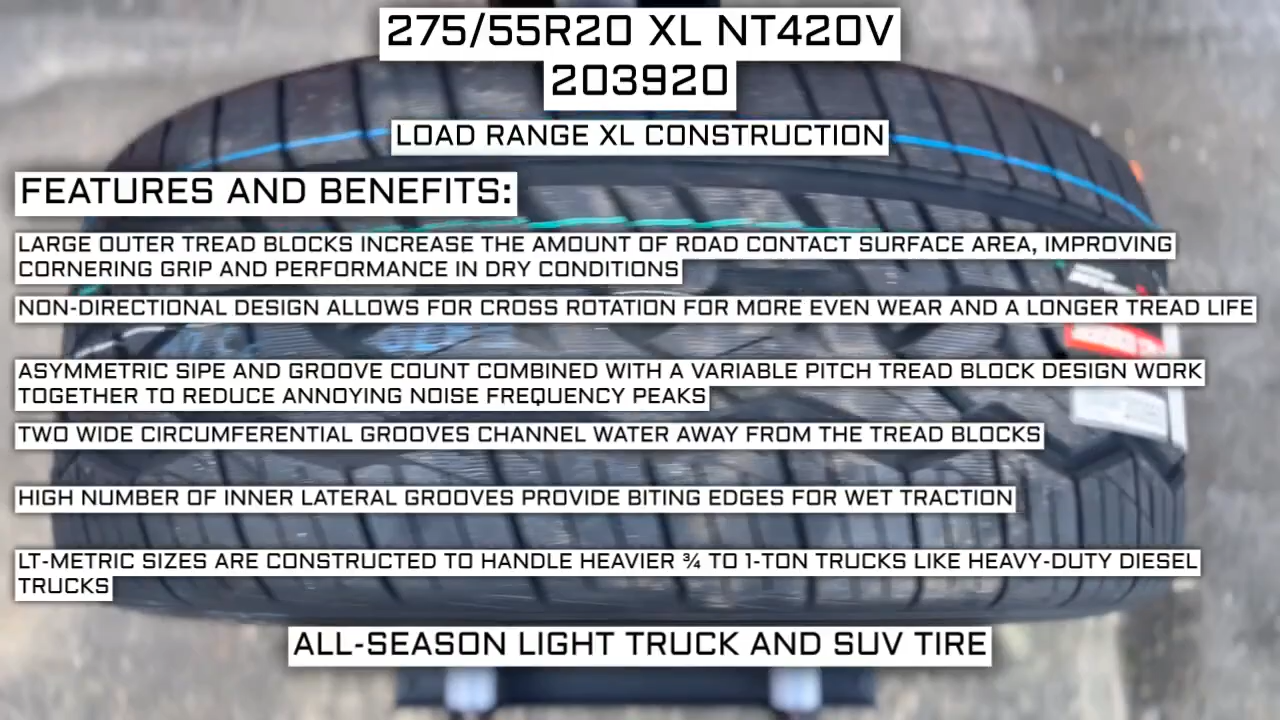 275/55R20 XL NT420V
203920
LOAD RANGE XL CONSTRUCTION
FEATURES AND BENEFITS:
LARGE OUTER TREAD BLOCKS INCREASE THE AMOUNT OF ROAD CONTACT SURFACE AREA, IMPROVING
CORNERING GRIP AND PERFORMANCE IN DRY CONDITIONS
NON-DIRECTIONAL DESIGN ALLOWS FOR CROSS ROTATION FOR MORE EVEN WEAR AND A LONGER TREAD LIFE
ASYMMETRIC SIPE AND GROOVE COUNT COMBINED WITH A VARIABLE PITCH TREAD BLOCK DESIGN WORK
TOGETHER TO REDUCE ANNOYING NOISE FREQUENCY PEAKS
TWO WIDE CIRCUMFERENTIAL GROOVES CHANNEL WATER AWAY FROM THE TREAD BLOCKS
HIGH NUMBER OF INNER LATERAL GROOVES PROVIDE BITING EDGES FOR WET TRACTION
LT-METRIC SIZES ARE CONSTRUCTED TO HANDLE HEAVIER ¾ TO 1-TON TRUCKS LIKE HEAVY-DUTY DIESEL
TRUCKS
ALL-SEASON LIGHT TRUCK AND SUV TIRE